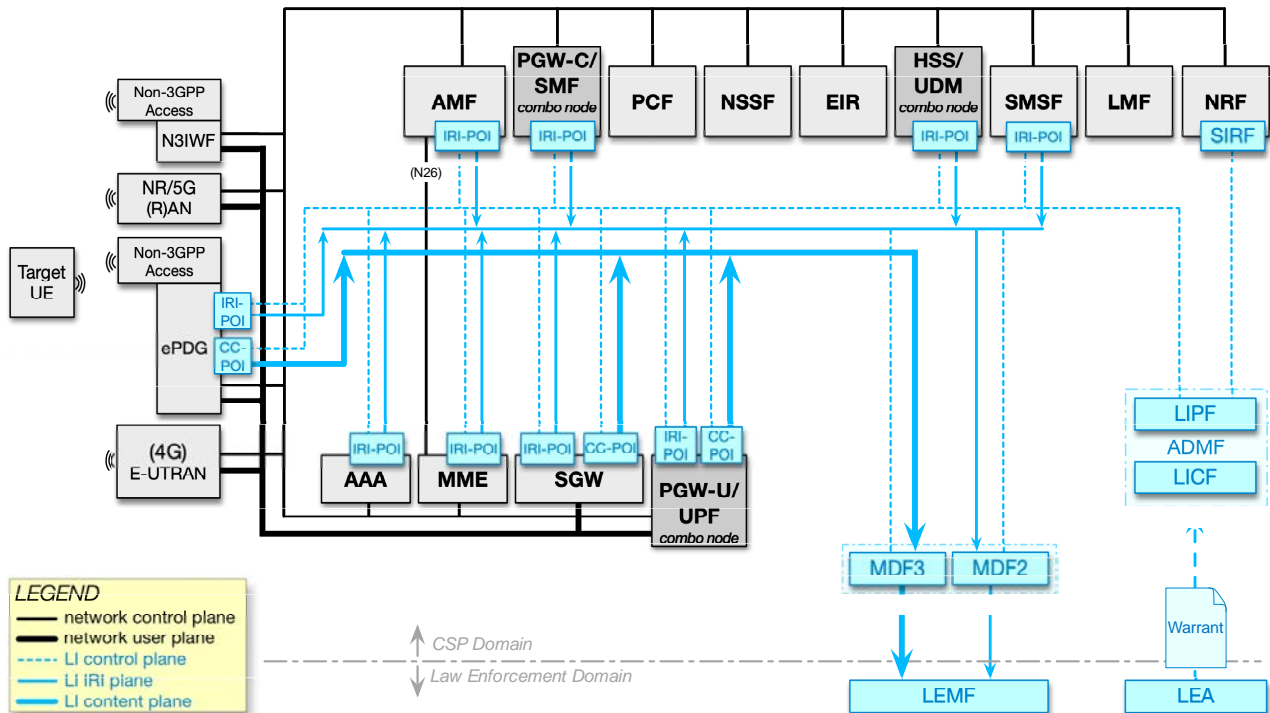 PGW-C/
SMF
combo node
HSS/
UDM
combo node
AMF
PCF
NSSF
EIR
SMSF
LMF
NRF
IRI-POI
IRI-POI
IRI-POI
IRI-POI
SIRF
Non-3GPP
Access
N3IWF
(N26)
NR/5G
(R)AN
Non-3GPP
Access
Target
UE
IRI-
POI
ePDG
CC-
POI
(4G)
E-UTRAN
IRI-POI
IRI-POI
IRI-POI
CC-POI
IRI-
POI
CC-
POI
AAA
MME
SGW
PGW-U/
UPF
combo node
LIPF
ADMF
LICF
MDF3
MDF2
LEGEND
network control plane
network user plane
LI control plane
LI IRI plane
LI content plane
CSP Domain
Law Enforcement Domain
Warrant
LEMF
LEA